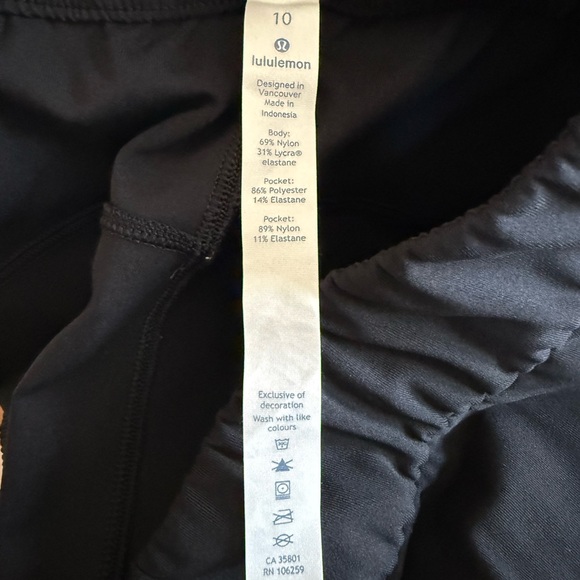 10
lululemon
Designed in
Vancouver
Made in
Indonesia
Body:
69% Nylon
31% Lycra®
elastane
Pocket:
86% Polyester
14% Elastane
Pocket:
89% Nylon
11% Elastane
Exclusive of
decoration
Wash with like
colours
CA 35801
RN 106259